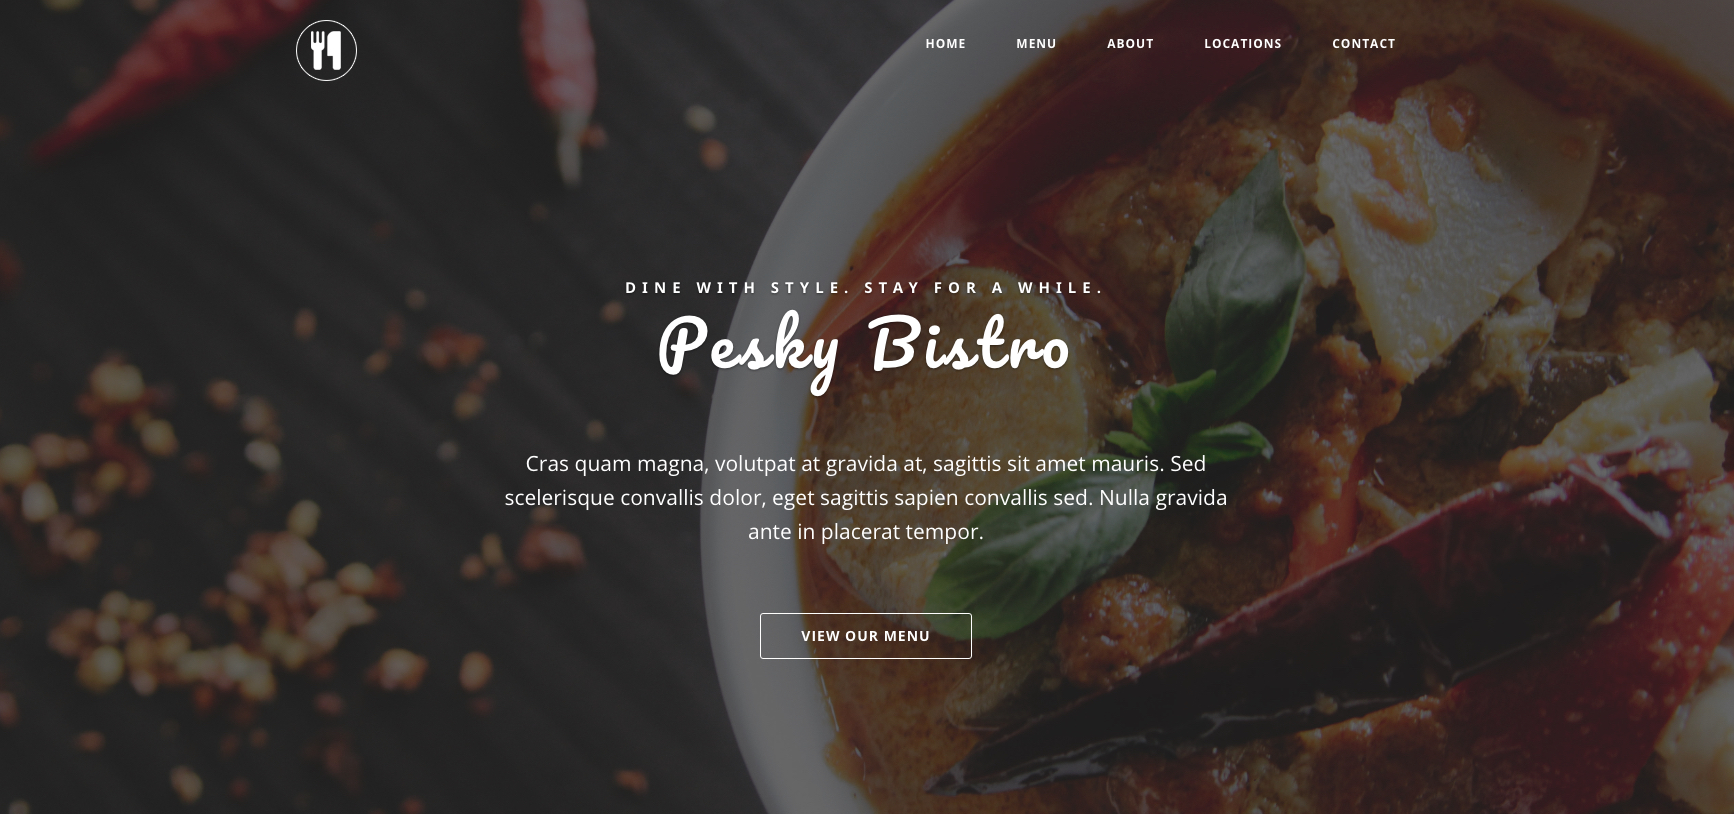 HOME MENU ABOUT LOCATIONS CONTACT
DINE WITH STYLE. STAY FOR A WHILE.
Pesky Bistro
Cras quam magna, volutpat at gravida at, sagittis sit amet mauris. Sed
scelerisque convallis dolor, eget sagittis sapien convallis sed. Nulla gravida
ante in placerat tempor.
VIEW OUR MENU